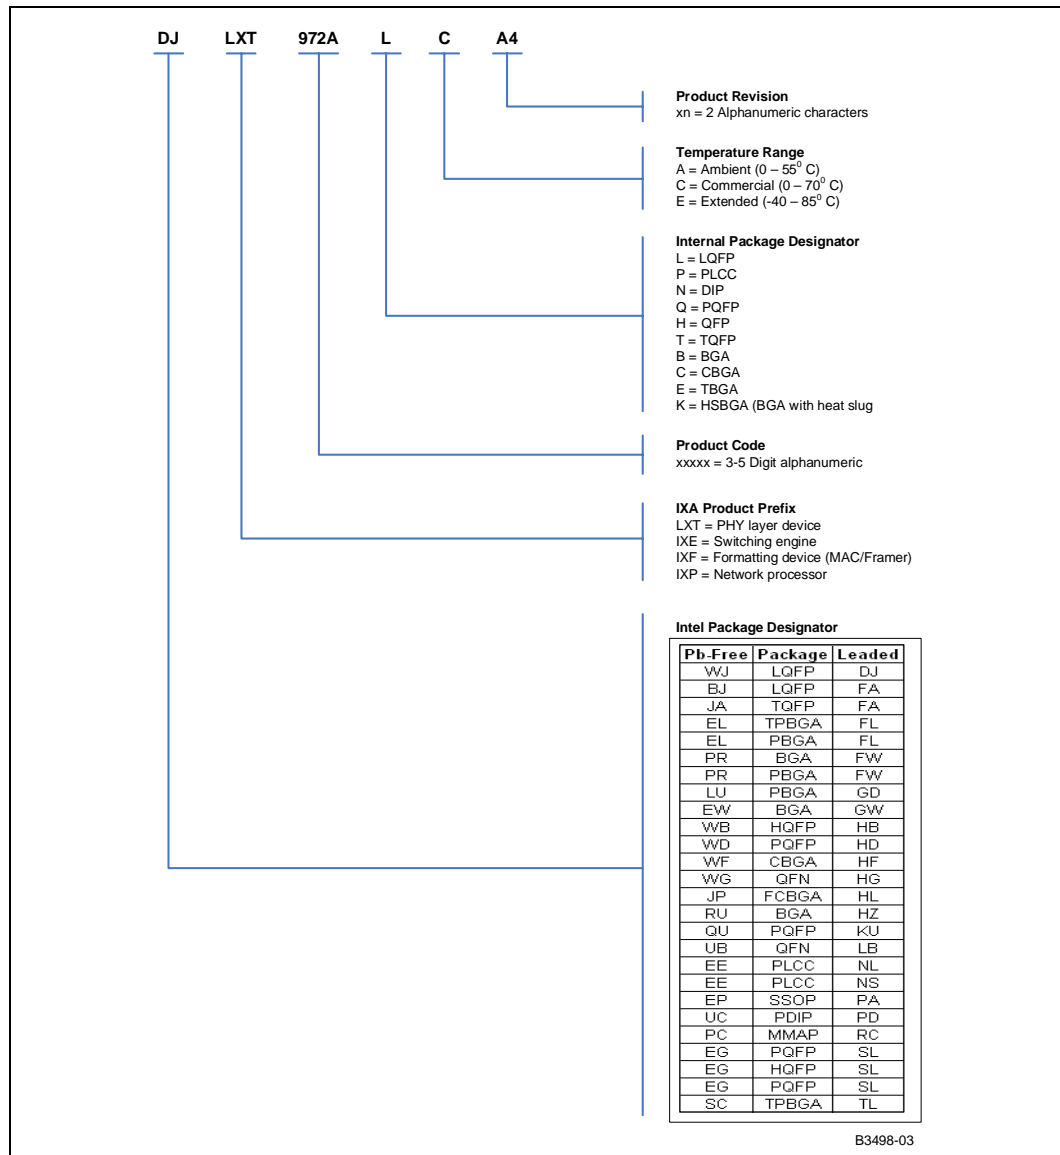 DJ LXT 972A L C A4
Product Revision
xn = 2 Alphanumeric characters
Temperature Range
A = Ambient (0 – 55⁰ C)
C = Commercial (0 – 70⁰ C)
E = Extended (-40 – 85⁰ C)
Internal Package Designator
L = LQFP
P = PLCC
N = DIP
Q = PQFP
H = QFP
T = TQFP
B = BGA
C = CBGA
E = TBGA
K = HSBGA (BGA with heat slug
Product Code
xxxxx = 3-5 Digit alphanumeric
IXA Product Prefix
LXT = PHY layer device
IXE = Switching engine
IXF = Formatting device (MAC/Framer)
IXP = Network processor
Intel Package Designator
Pb-Free Package Leaded
WJ LQFP DJ
BJ LQFP FA
JA TQFP FA
EL TPBGA FL
EL PBGA FL
PR BGA FW
PR PBGA FW
LU PBGA GD
EW BGA GW
WB HQFP HB
WD PQFP HD
WF CBGA HF
WG QFN HG
JP FCBGA HL
RU BGA HZ
QU PQFP KU
UB QFN LB
EE PLCC NL
EE PLCC NS
EP SSOP PA
UC PDIP PD
PC MMAP RC
EG PQFP SL
EG HQFP SL
EG PQFP SL
SC TPBGA TL
B3498-03